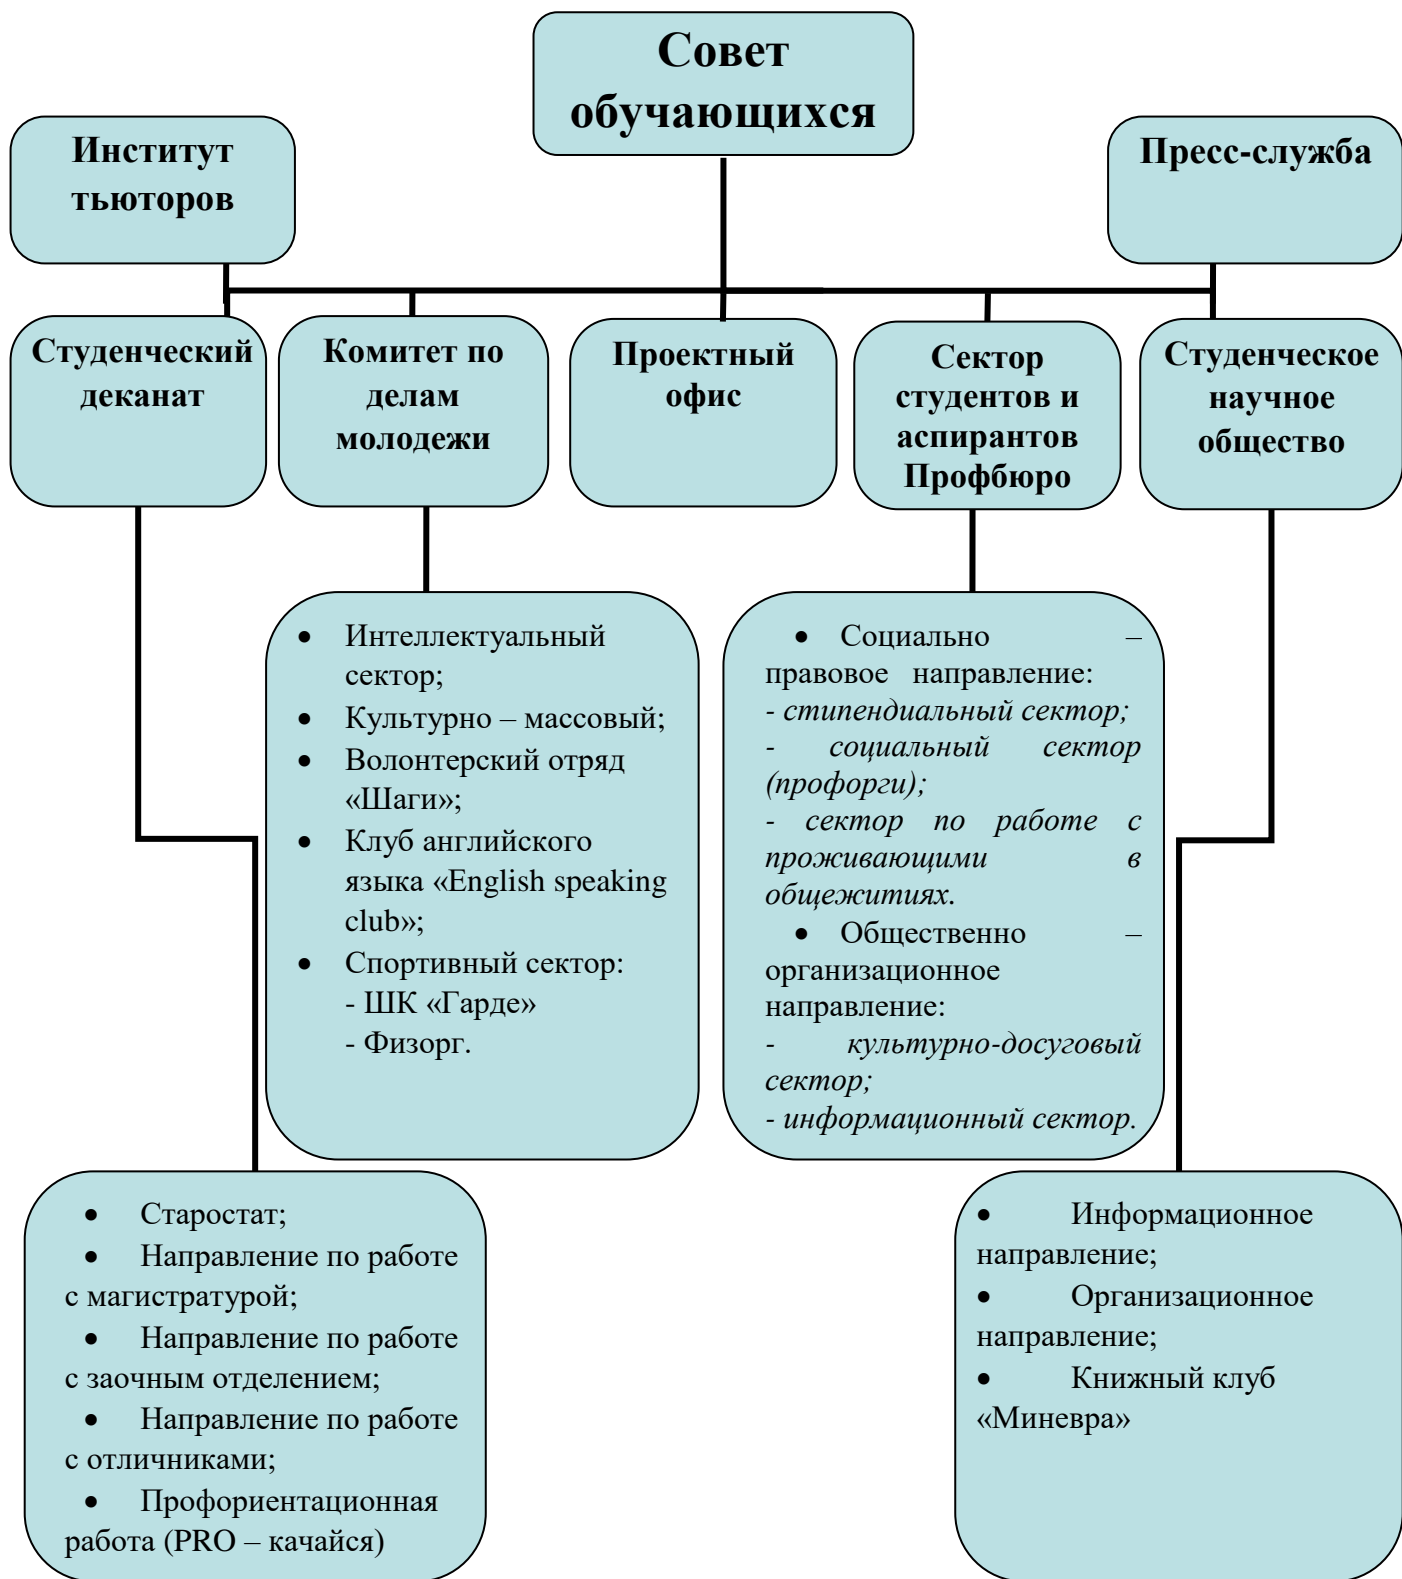 Совет
обучающихся
Институт
тьюторов
Пресс-служба
Студенческий
деканат
Комитет по
делам
молодежи
Проектный
офис
Сектор
студентов и
аспирантов
Профбюро
Студенческое
научное
общество
• Интеллектуальный
сектор;
• Культурно – массовый;
• Волонтерский отряд
«Шаги»;
• Клуб английского
языка «English speaking
club»;
• Спортивный сектор:
- ШК «Гарде»
- Физорг.
• Социально –
правовое направление:
- стипендиальный сектор;
- социальный сектор
(профорги);
- сектор по работе с
проживающими в
общежитиях.
• Общественно –
организационное
направление:
- культурно-досуговый
сектор;
- информационный сектор.
• Старостат;
• Направление по работе
с магистратурой;
• Направление по работе
с заочным отделением;
• Направление по работе
с отличниками;
• Профориентационная
работа (PRO – качайся)
• Информационное
направление;
• Организационное
направление;
• Книжный клуб
«Миневра»